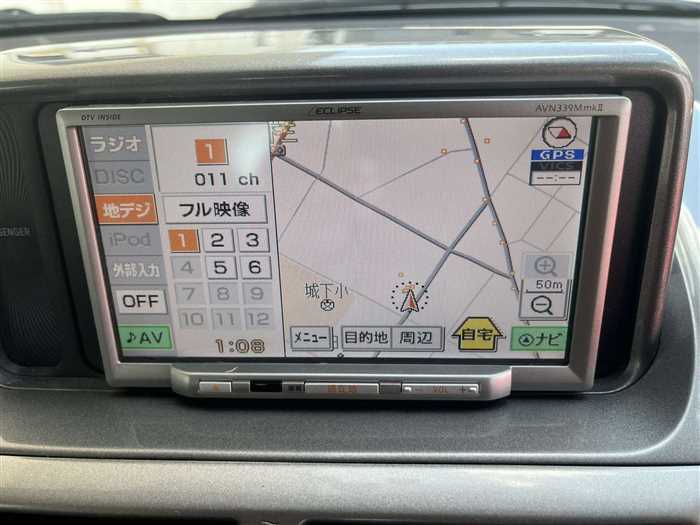 DTV INSIDE
ECLIPSE
AVN339M mkII
ラジオ
1
DISC
011 ch
地デジ
フル映像
iPod
1 2 3
外部入力
4 5 6
7 8 9
OFF
10 11 12
♪AV
1:08
GPS
VICS
--:--
50m
城下小
メニュー
目的地
周辺
自宅
ナビ
SENGER
VOL +